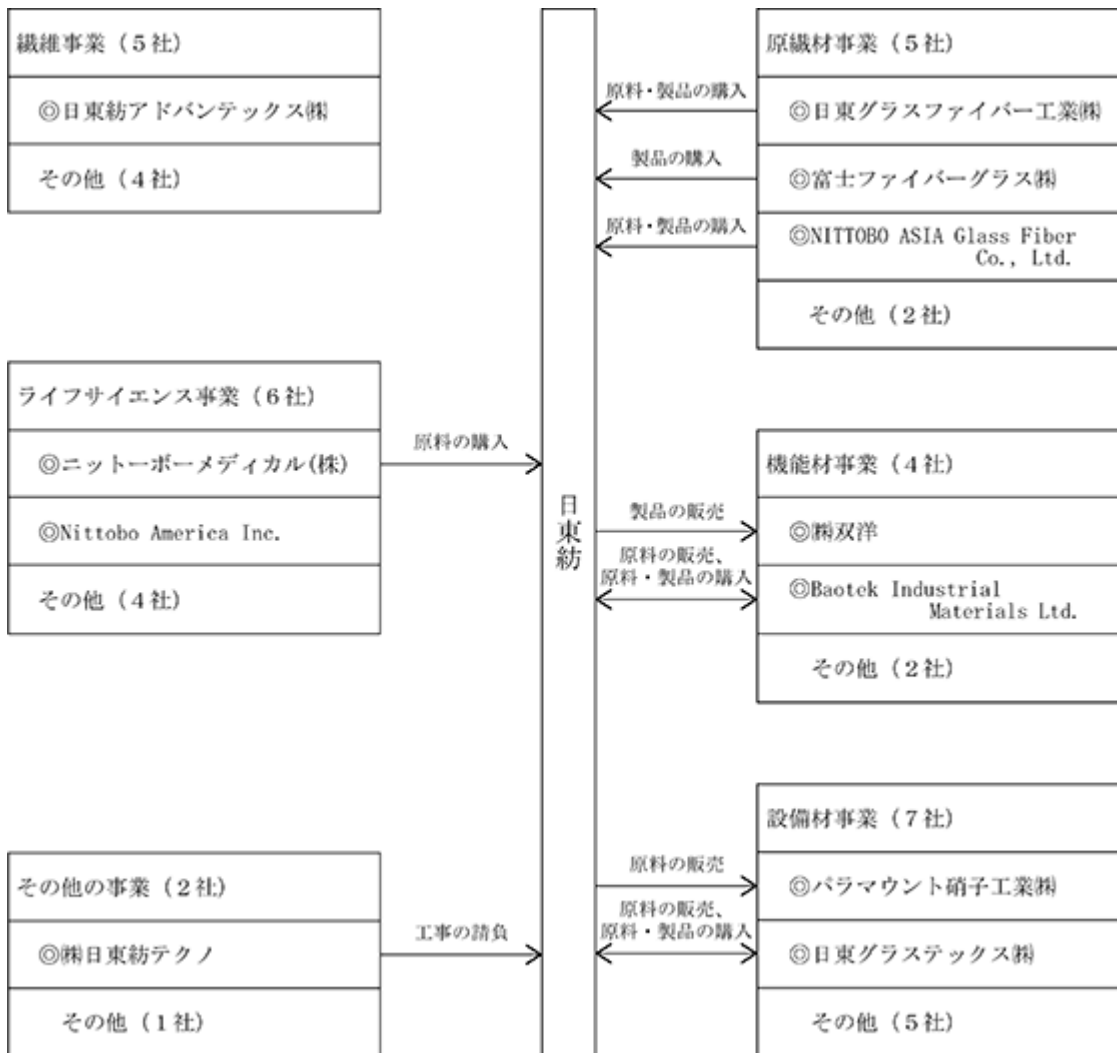 繊維事業（５社）
◎日東紡アドバンテックス㈱
その他（４社）
ライフサイエンス事業（６社）
◎ニットーボーメディカル(株)
◎Nittobo America Inc.
その他（４社）
その他の事業（２社）
◎㈱日東紡テクノ
その他（１社）
原料の購入
工事の請負
日東紡
原料・製品の購入
製品の購入
原料・製品の購入
製品の販売
原料の販売、
原料・製品の購入
原料の販売
原料の販売、
原料・製品の購入
原繊材事業（５社）
◎日東グラスファイバー工業㈱
◎富士ファイバーグラス㈱
◎NITTOBO ASIA Glass Fiber
Co., Ltd.
その他（２社）
機能材事業（４社）
◎㈱双洋
◎Baotek Industrial
Materials Ltd.
その他（２社）
設備材事業（７社）
◎パラマウント硝子工業㈱
◎日東グラステックス㈱
その他（５社）